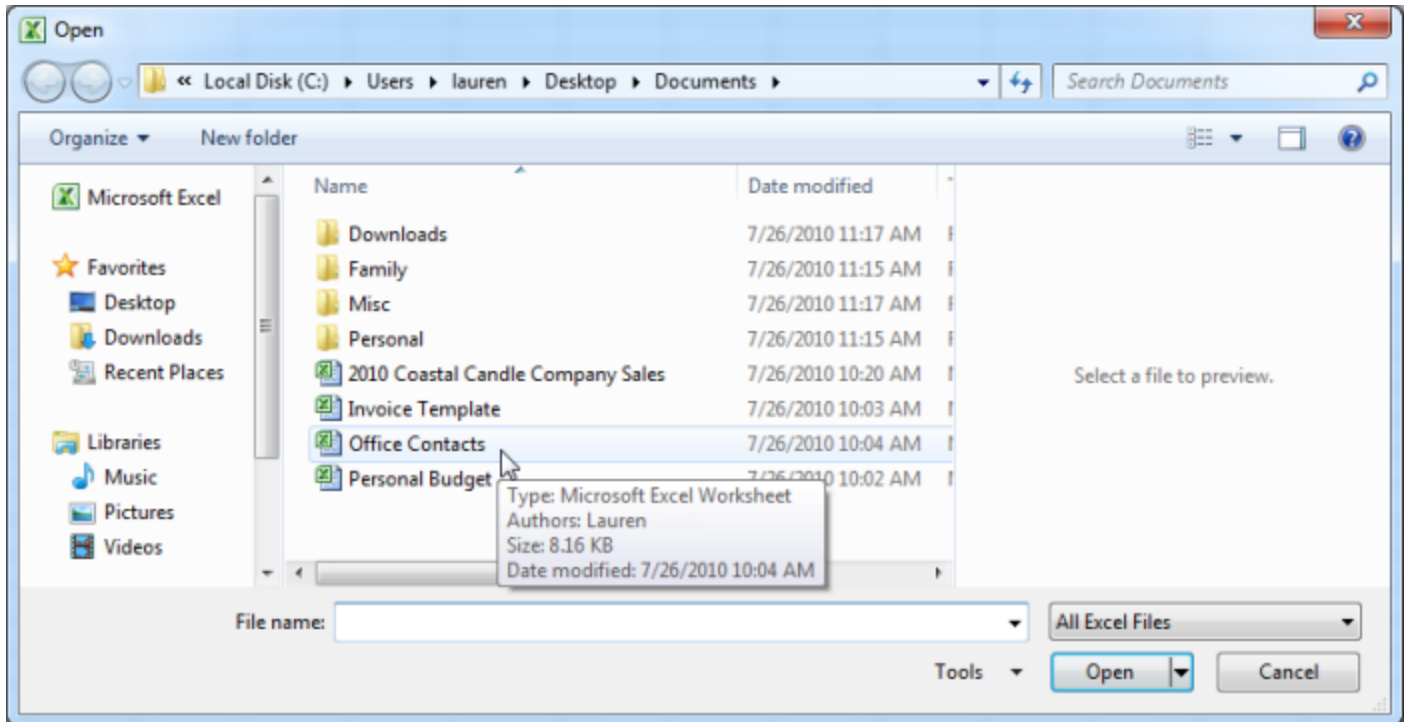 Open
« Local Disk (C:) ▸ Users ▸ lauren ▸ Desktop ▸ Documents ▸
Search Documents
Organize New folder
Microsoft Excel
Favorites
Desktop
Downloads
Recent Places
Libraries
Music
Pictures
Videos
Name Date modified
Downloads 7/26/2010 11:17 AM
Family 7/26/2010 11:15 AM
Misc 7/26/2010 11:17 AM
Personal 7/26/2010 11:15 AM
2010 Coastal Candle Company Sales 7/26/2010 10:20 AM
Invoice Template 7/26/2010 10:03 AM
Office Contacts 7/26/2010 10:04 AM
Personal Budget 7/26/2010 10:02 AM
Type: Microsoft Excel Worksheet
Authors: Lauren
Size: 8.16 KB
Date modified: 7/26/2010 10:04 AM
Select a file to preview.
File name:
All Excel Files
Tools Open Cancel